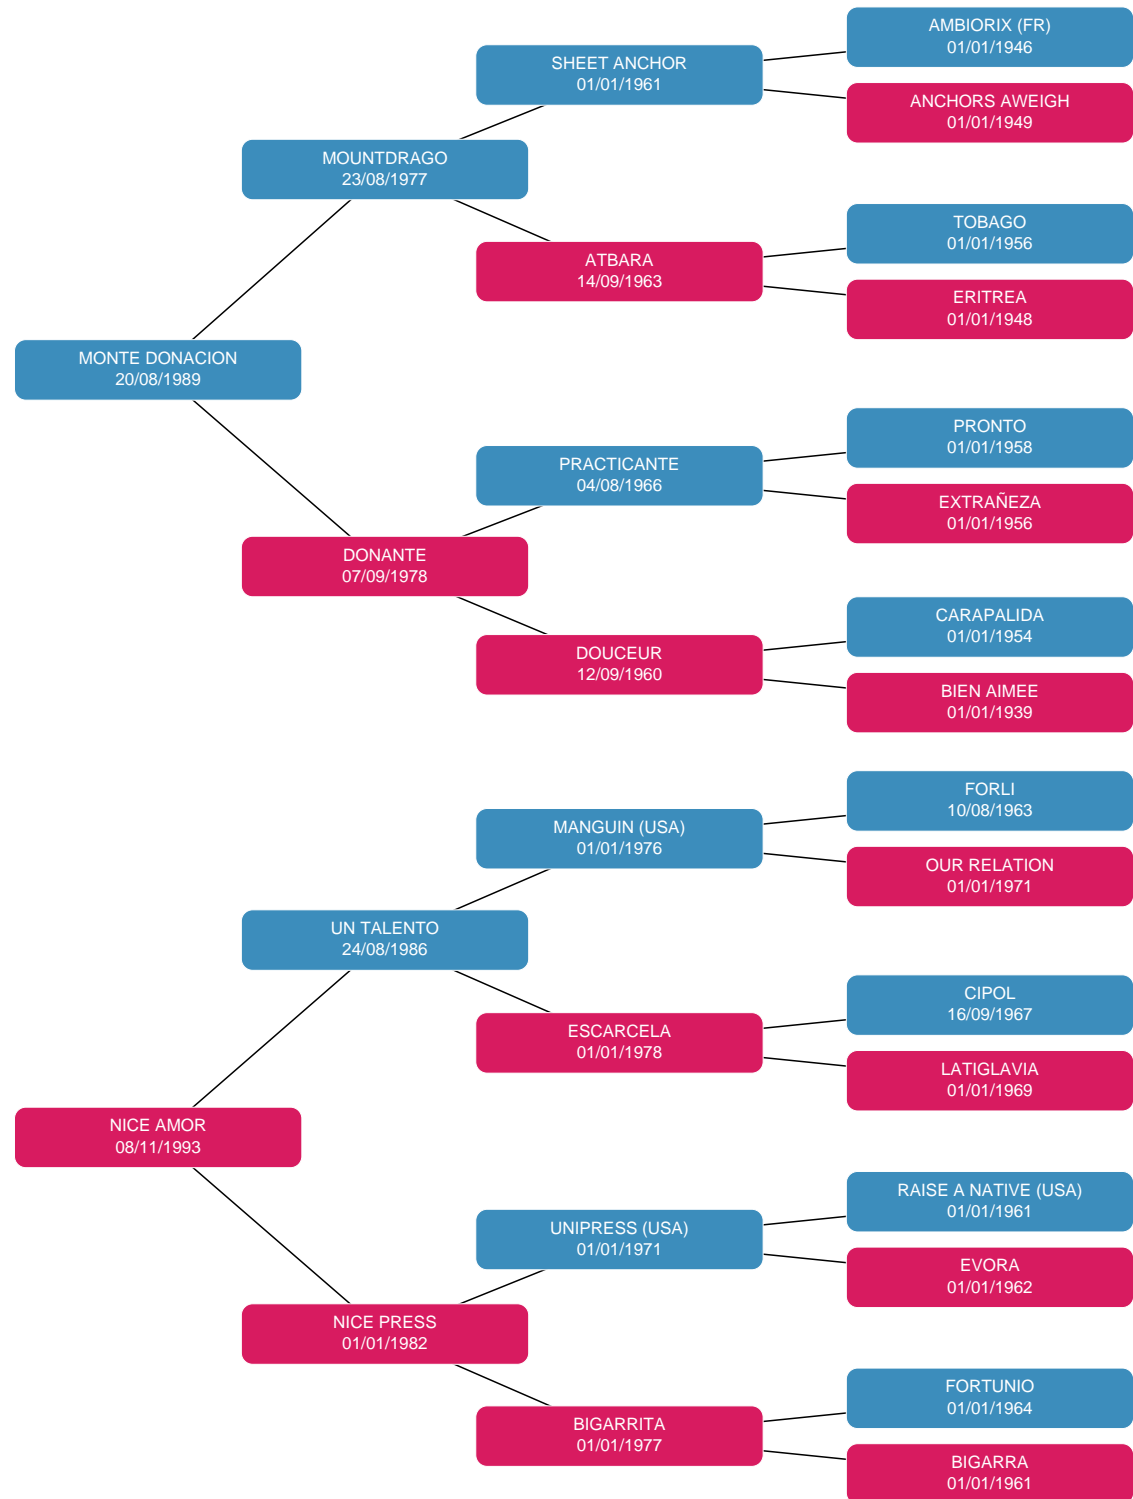 AMBIORIX (FR)
01/01/1946
SHEET ANCHOR
01/01/1961
ANCHORS AWEIGH
01/01/1949
MOUNTDRAGO
23/08/1977
TOBAGO
01/01/1956
ATBARA
14/09/1963
ERITREA
01/01/1948
MONTE DONACION
20/08/1989
PRONTO
01/01/1958
PRACTICANTE
04/08/1966
EXTRAÑEZA
01/01/1956
DONANTE
07/09/1978
CARAPALIDA
01/01/1954
DOUCEUR
12/09/1960
BIEN AIMEE
01/01/1939
FORLI
10/08/1963
MANGUIN (USA)
01/01/1976
OUR RELATION
01/01/1971
UN TALENTO
24/08/1986
CIPOL
16/09/1967
ESCARCELA
01/01/1978
LATIGLAVIA
01/01/1969
NICE AMOR
08/11/1993
RAISE A NATIVE (USA)
01/01/1961
UNIPRESS (USA)
01/01/1971
EVORA
01/01/1962
NICE PRESS
01/01/1982
FORTUNIO
01/01/1964
BIGARRITA
01/01/1977
BIGARRA
01/01/1961